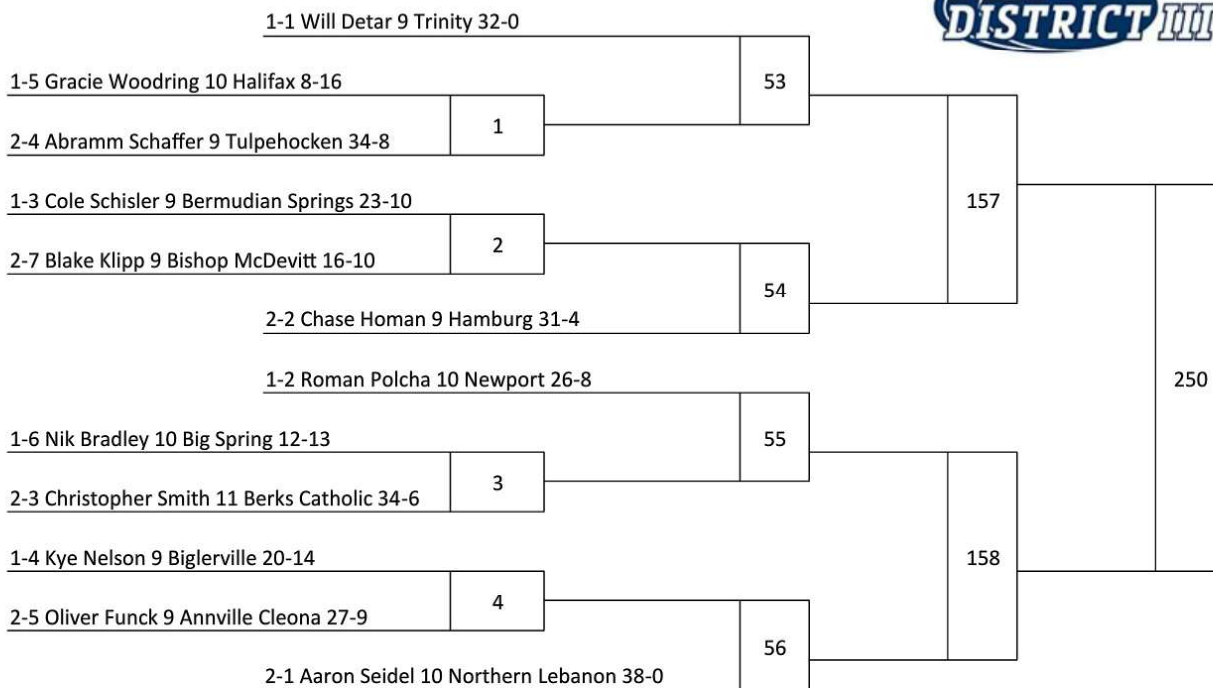 1-1 Will Detar 9 Trinity 32-0
DISTRICT III
1-5 Gracie Woodring 10 Halifax 8-16
53
1
2-4 Abramm Schaffer 9 Tulpehocken 34-8
1-3 Cole Schisler 9 Bermudian Springs 23-10
157
2
2-7 Blake Klipp 9 Bishop McDevitt 16-10
54
2-2 Chase Homan 9 Hamburg 31-4
1-2 Roman Polcha 10 Newport 26-8
250
1-6 Nik Bradley 10 Big Spring 12-13
55
3
2-3 Christopher Smith 11 Berks Catholic 34-6
1-4 Kye Nelson 9 Biglerville 20-14
158
4
2-5 Oliver Funck 9 Annville Cleona 27-9
56
2-1 Aaron Seidel 10 Northern Lebanon 38-0